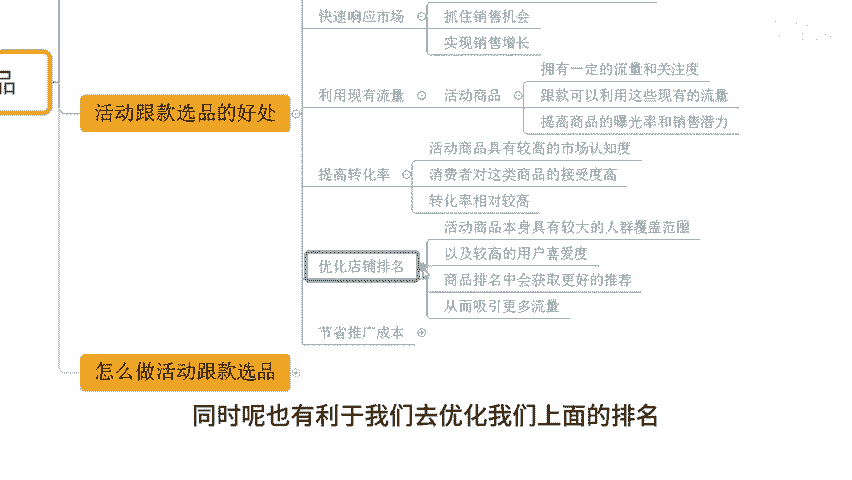 快速响应市场
抓住销售机会
实现销售增长
品
活动跟款选品的好处
利用现有流量
活动商品
拥有一定的流量和关注度
跟款可以利用这些现有的流量
提高商品的曝光率和销售潜力
提高转化率
活动商品具有较高的市场认知度
消费者对这类商品的接受度高
转化率相对较高
优化店铺排名
活动商品本身具有较大的人群覆盖范围
以及较高的用户喜爱度
商品排名中会获取更好的推荐
从而吸引更多流量
节省推广成本
怎么做活动跟款选品
同时呢也有利于我们去优化我们上面的排名